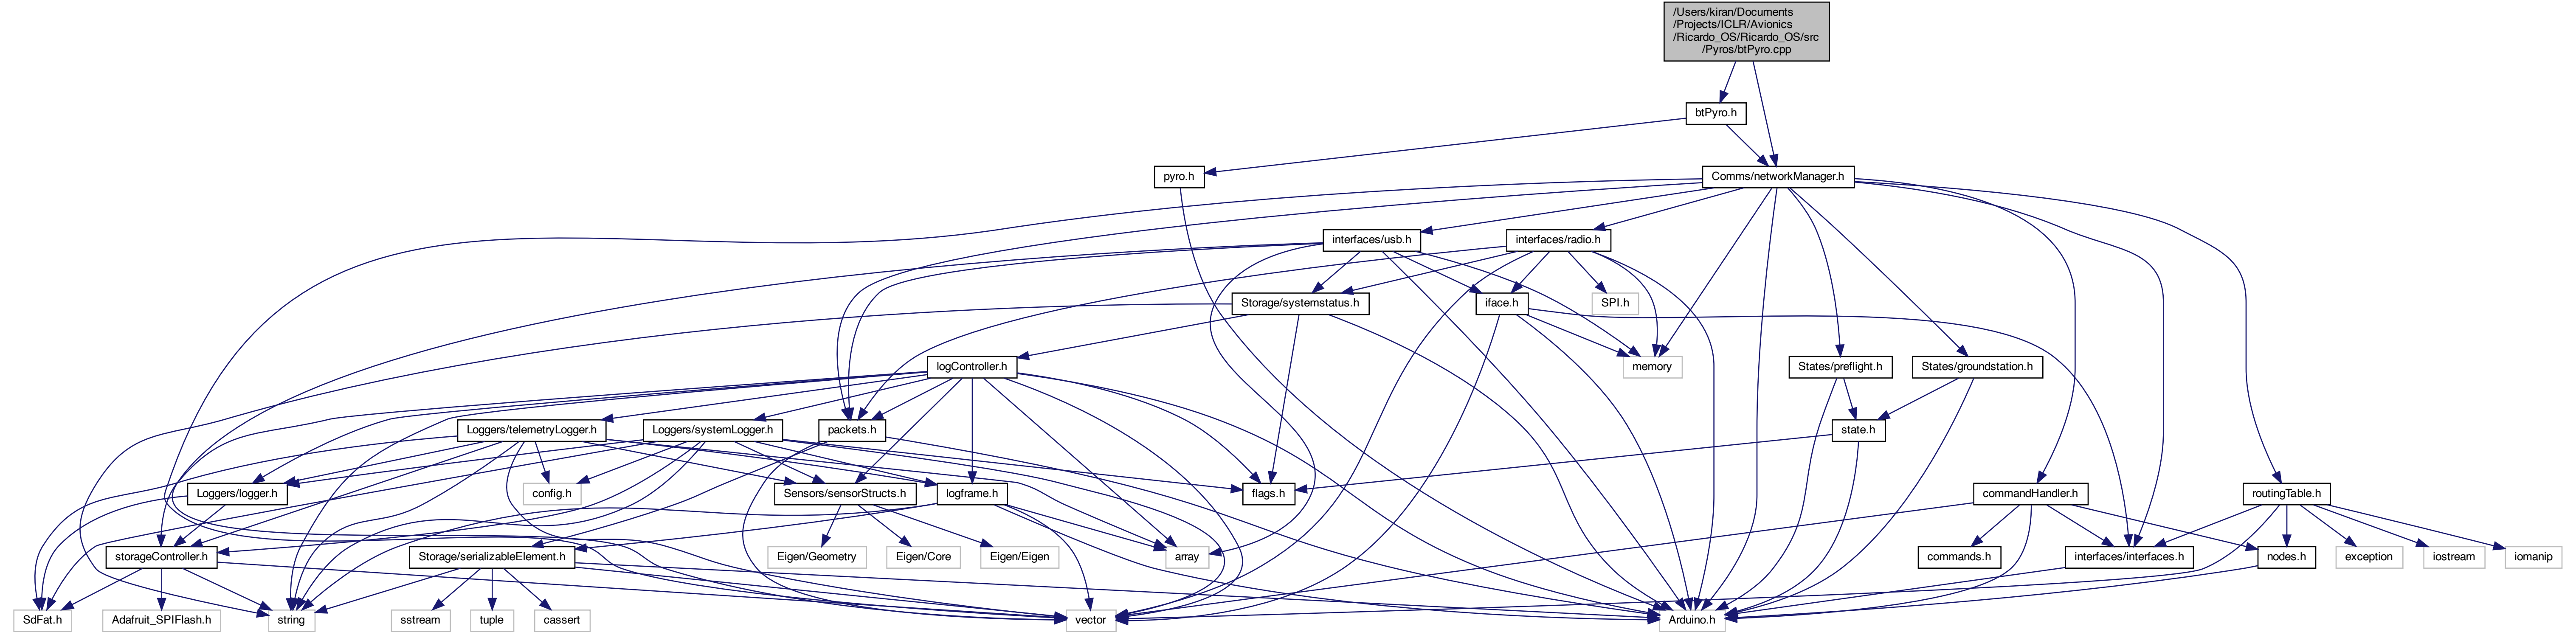 /Users/kiran/Documents
/Projects/ICLR/Avionics
/Ricardo_OS/Ricardo_OS/src
/Pyros/btPyro.cpp
btPyro.h
pyro.h
Comms/networkManager.h
interfaces/usb.h
interfaces/radio.h
Storage/systemstatus.h
iface.h
SPI.h
logController.h
memory
States/preflight.h
States/groundstation.h
Loggers/telemetryLogger.h
Loggers/systemLogger.h
packets.h
state.h
Loggers/logger.h
config.h
Sensors/sensorStructs.h
logframe.h
flags.h
commandHandler.h
routingTable.h
storageController.h
Storage/serializableElement.h
Eigen/Geometry
Eigen/Core
Eigen/Eigen
array
commands.h
interfaces/interfaces.h
nodes.h
exception
iostream
iomanip
SdFat.h
Adafruit_SPIFlash.h
string
sstream
tuple
cassert
vector
Arduino.h